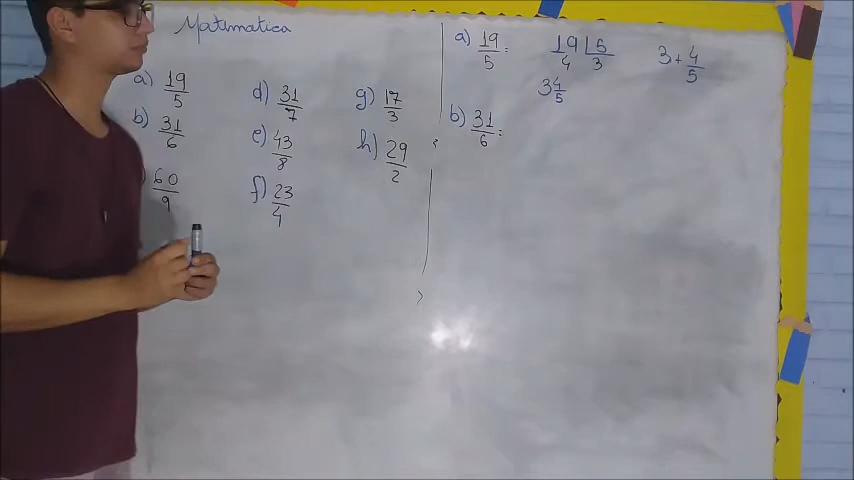 Matematica
a) 19/5
b) 31/6
) 60/9
d) 31/7
e) 43/8
f) 23/4
g) 17/3
h) 29/2
a) 19/5 =
19 | 5
4 3
3 + 4/5
3 4/5
b) 31/6 =